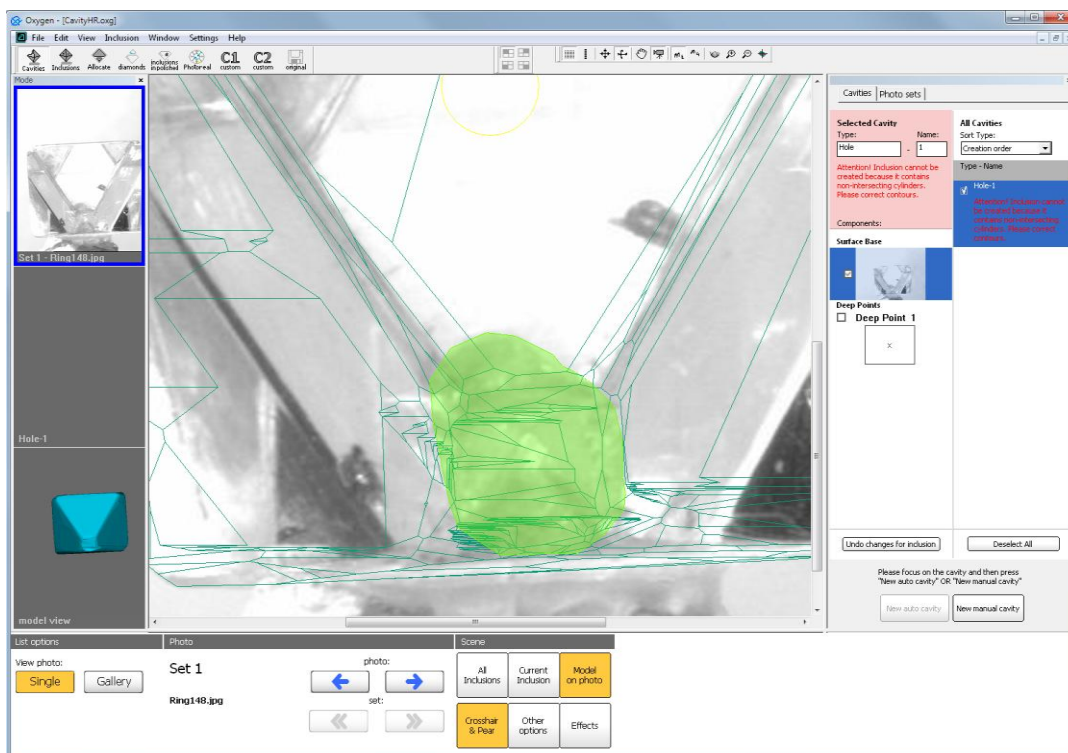 Oxygen - [CavityHR.oxg]
File Edit View Inclusion Window Settings Help
Cavities Inclusions Allocate diamonds inclusions in polished Photoreal C1 custom C2 custom original
Mode
Set 1 - Ring148.jpg
Hole-1
model view
Cavities Photo sets
Selected Cavity
Type: Name:
Hole - 1
Attention! Inclusion cannot be
created because it contains
non-intersecting cylinders.
Please correct contours.
Components:
Surface Base
Deep Points
Deep Point 1
x
Undo changes for inclusion
All Cavities
Sort Type:
Creation order
Type - Name
Hole-1
Attention! Inclusion cannot
be created because it
contains non-intersecting
cylinders. Please correct
contours.
Deselect All
Please focus on the cavity and then press
"New auto cavity" OR "New manual cavity"
New auto cavity New manual cavity
List options
View photo:
Single Gallery
Photo
Set 1
Ring148.jpg
photo:
set:
Scene
All
Inclusions
Current
Inclusion
Model
on photo
Crosshair
& Pear
Other
options
Effects